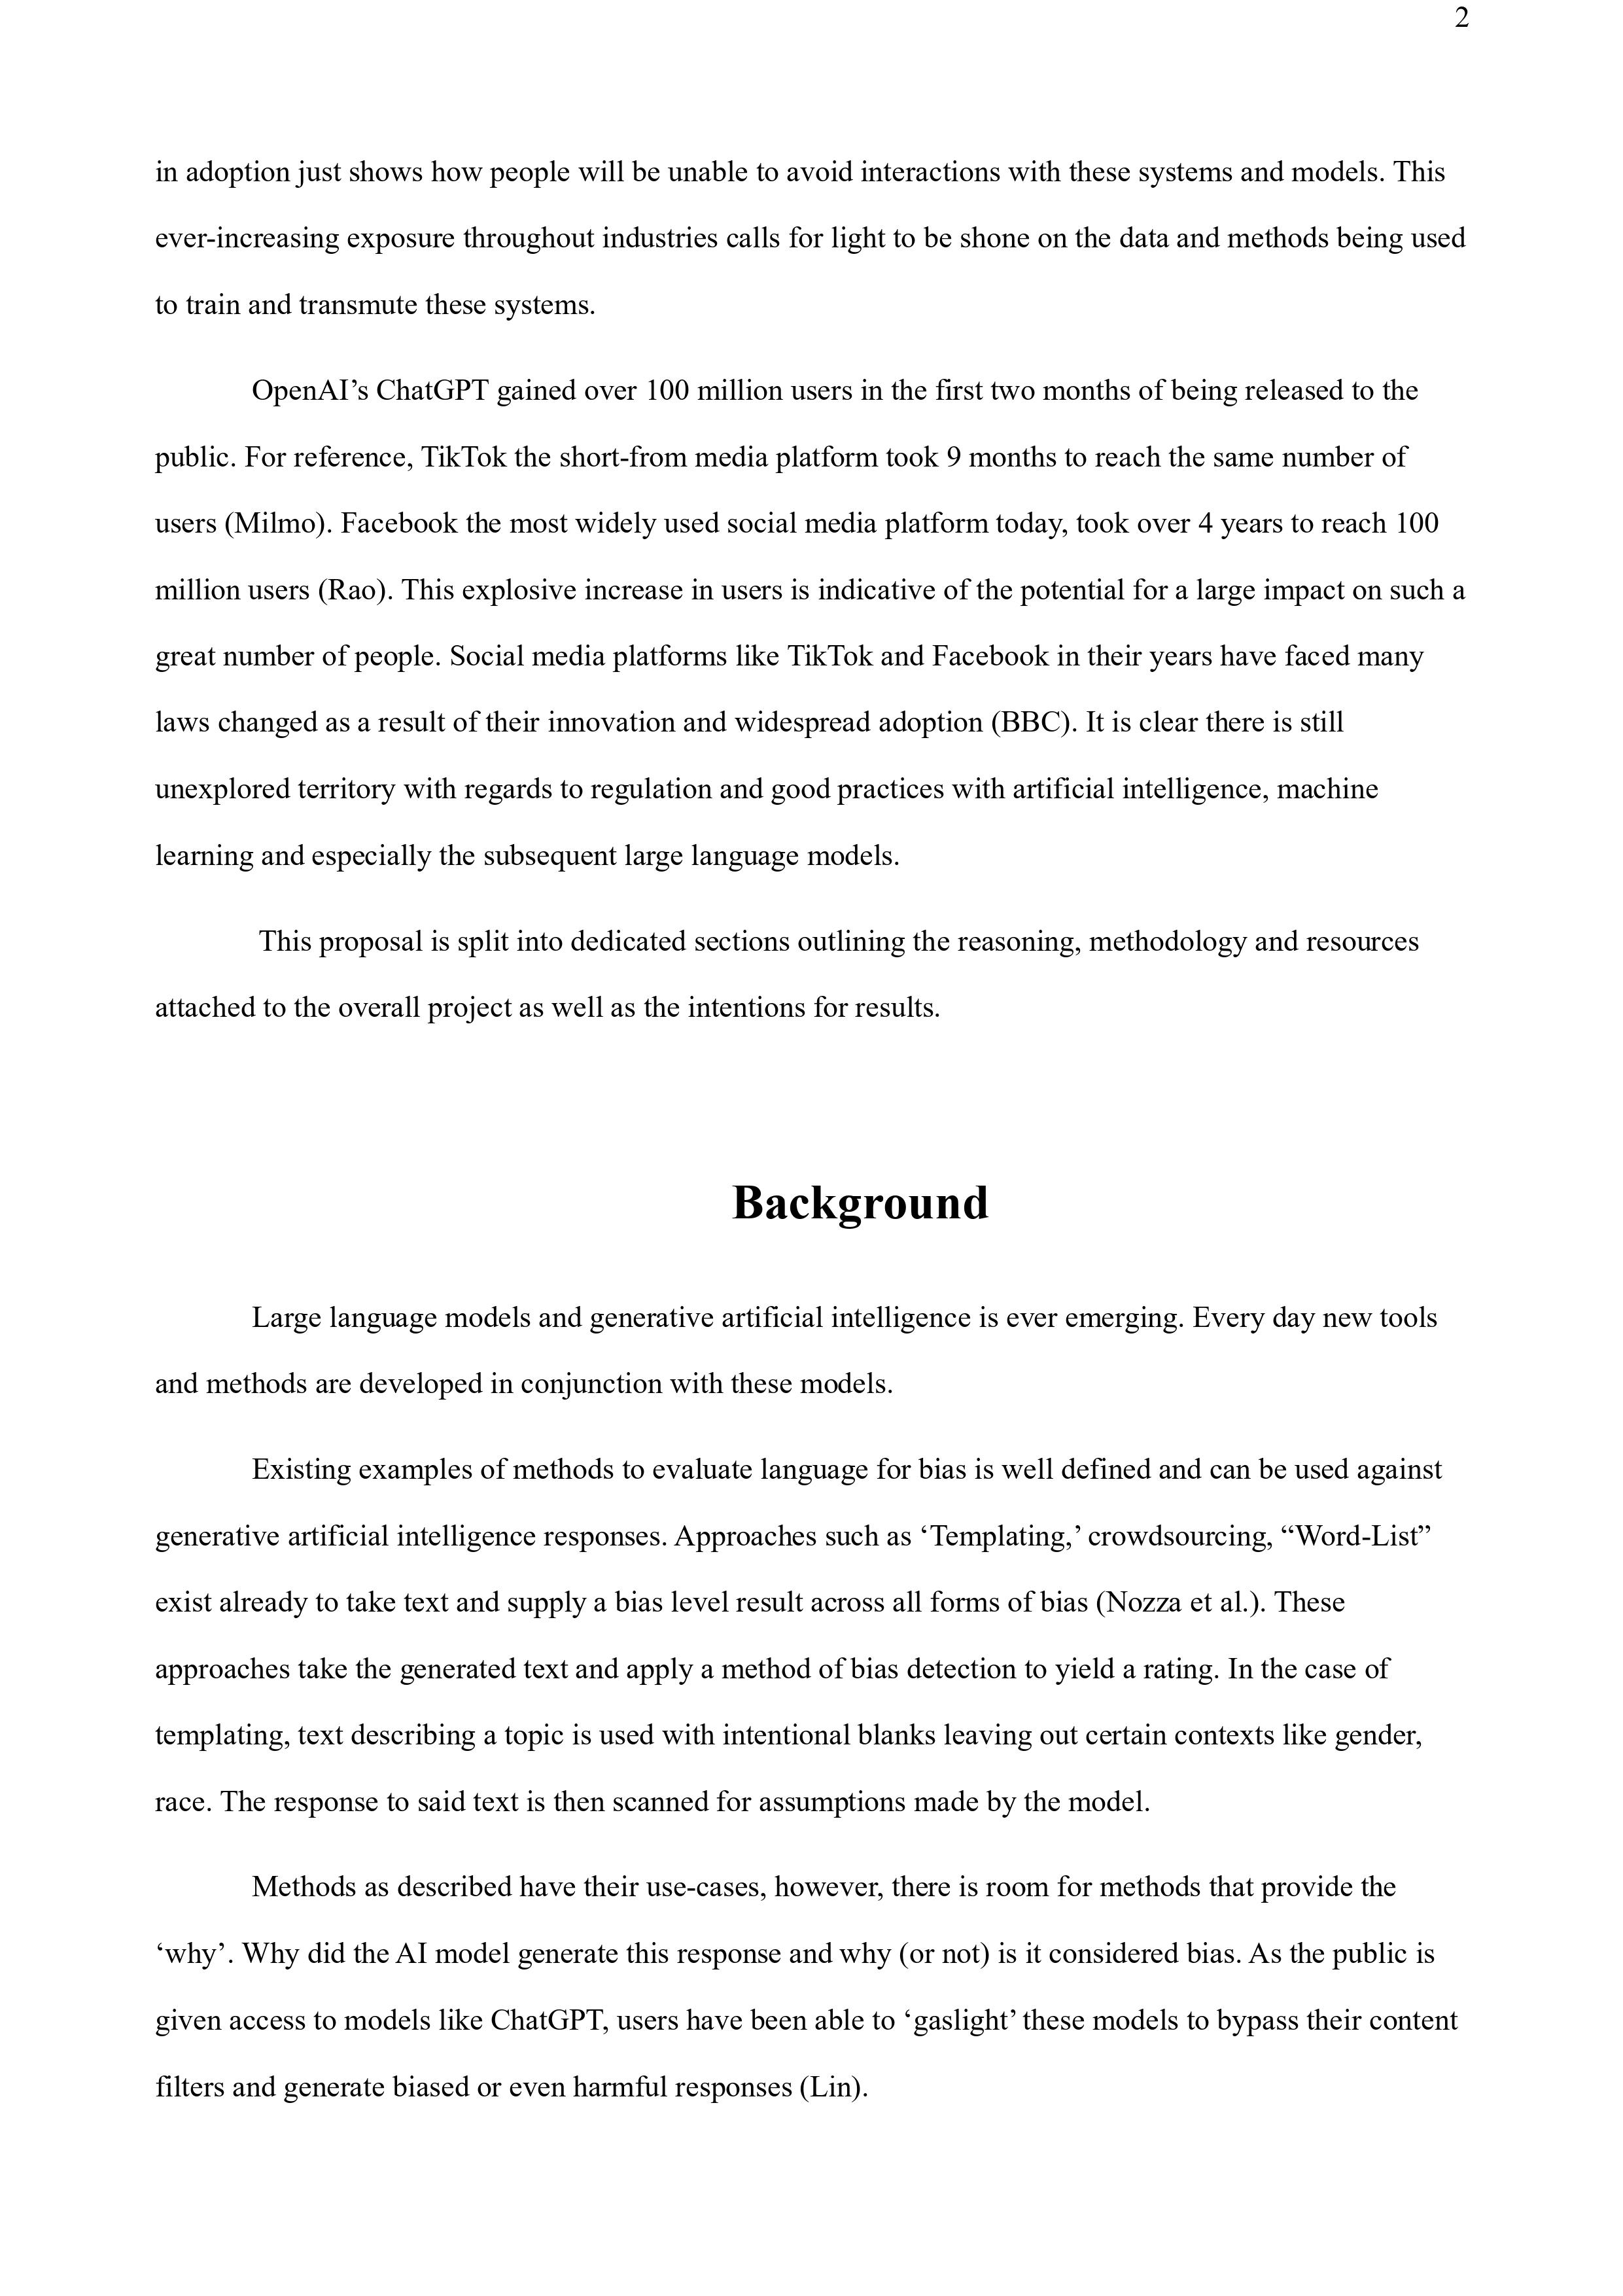 2
in adoption just shows how people will be unable to avoid interactions with these systems and models. This
ever-increasing exposure throughout industries calls for light to be shone on the data and methods being used
to train and transmute these systems.
OpenAI’s ChatGPT gained over 100 million users in the first two months of being released to the
public. For reference, TikTok the short-from media platform took 9 months to reach the same number of
users (Milmo). Facebook the most widely used social media platform today, took over 4 years to reach 100
million users (Rao). This explosive increase in users is indicative of the potential for a large impact on such a
great number of people. Social media platforms like TikTok and Facebook in their years have faced many
laws changed as a result of their innovation and widespread adoption (BBC). It is clear there is still
unexplored territory with regards to regulation and good practices with artificial intelligence, machine
learning and especially the subsequent large language models.
This proposal is split into dedicated sections outlining the reasoning, methodology and resources
attached to the overall project as well as the intentions for results.
Background
Large language models and generative artificial intelligence is ever emerging. Every day new tools
and methods are developed in conjunction with these models.
Existing examples of methods to evaluate language for bias is well defined and can be used against
generative artificial intelligence responses. Approaches such as ‘Templating,’ crowdsourcing, “Word-List”
exist already to take text and supply a bias level result across all forms of bias (Nozza et al.). These
approaches take the generated text and apply a method of bias detection to yield a rating. In the case of
templating, text describing a topic is used with intentional blanks leaving out certain contexts like gender,
race. The response to said text is then scanned for assumptions made by the model.
Methods as described have their use-cases, however, there is room for methods that provide the
‘why’. Why did the AI model generate this response and why (or not) is it considered bias. As the public is
given access to models like ChatGPT, users have been able to ‘gaslight’ these models to bypass their content
filters and generate biased or even harmful responses (Lin).